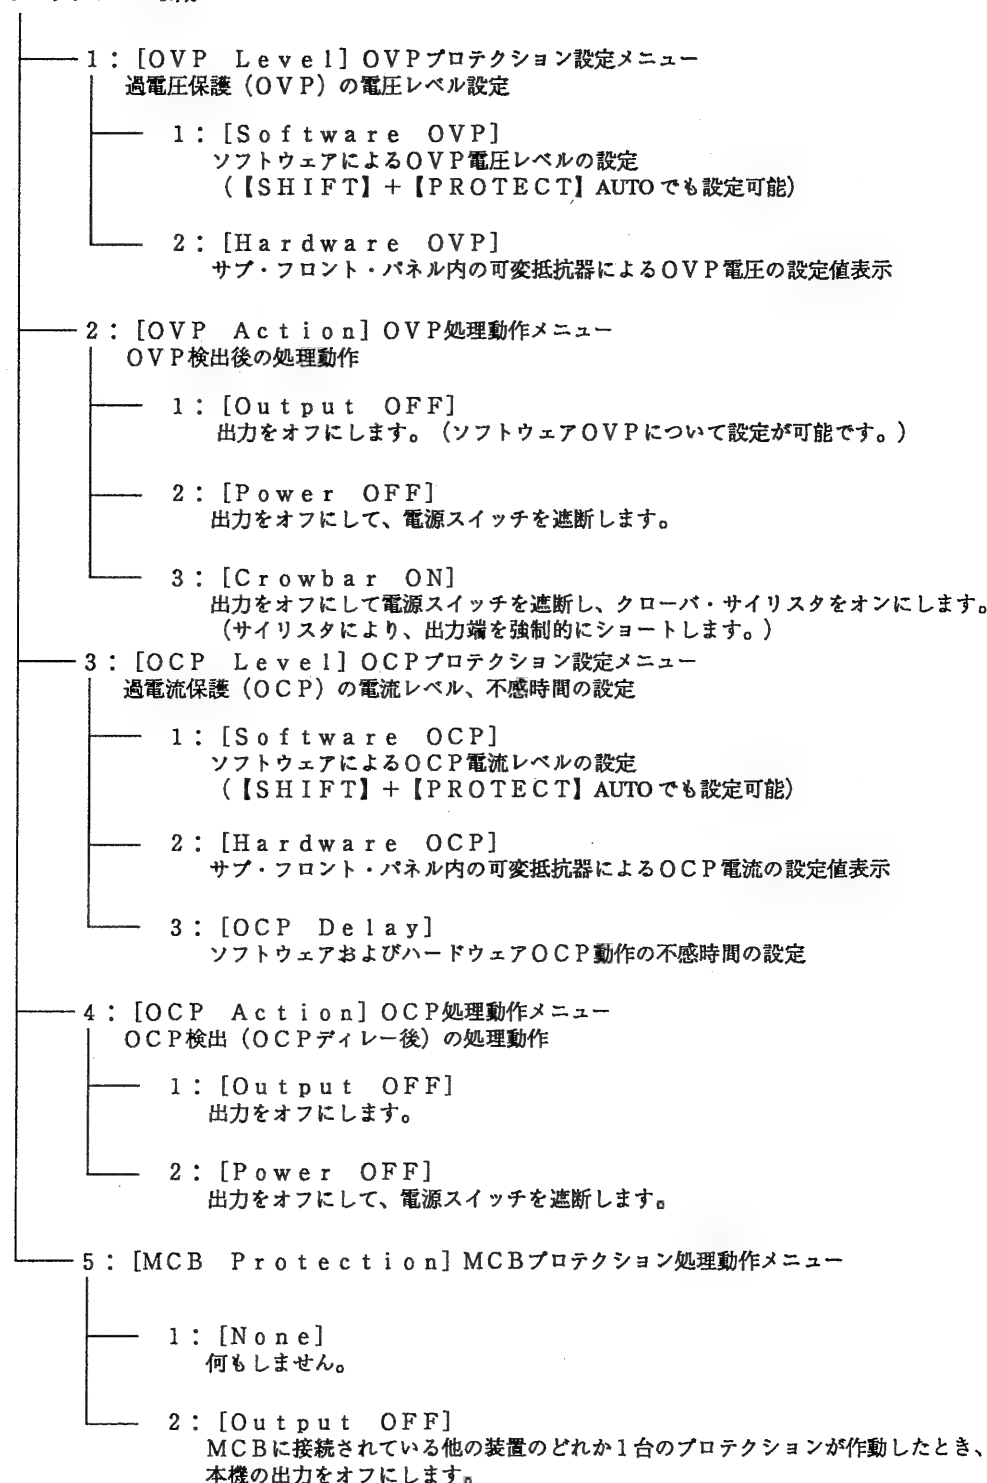 1：[OVP Level] OVPプロテクション設定メニュー
過電圧保護（OVP）の電圧レベル設定
1：[Software OVP]
ソフトウェアによるOVP電圧レベルの設定
（【SHIFT】＋【PROTECT】AUTOでも設定可能）
2：[Hardware OVP]
サブ・フロント・パネル内の可変抵抗器によるOVP電圧の設定値表示
2：[OVP Action] OVP処理動作メニュー
OVP検出後の処理動作
1：[Output OFF]
出力をオフにします。（ソフトウェアOVPについて設定が可能です。）
2：[Power OFF]
出力をオフにして、電源スイッチを遮断します。
3：[Crowbar ON]
出力をオフにして電源スイッチを遮断し、クローバ・サイリスタをオンにします。
（サイリスタにより、出力端を強制的にショートします。）
3：[OCP Level] OCPプロテクション設定メニュー
過電流保護（OCP）の電流レベル、不感時間の設定
1：[Software OCP]
ソフトウェアによるOCP電流レベルの設定
（【SHIFT】＋【PROTECT】AUTOでも設定可能）
2：[Hardware OCP]
サブ・フロント・パネル内の可変抵抗器によるOCP電流の設定値表示
3：[OCP Delay]
ソフトウェアおよびハードウェアOCP動作の不感時間の設定
4：[OCP Action] OCP処理動作メニュー
OCP検出（OCPディレー後）の処理動作
1：[Output OFF]
出力をオフにします。
2：[Power OFF]
出力をオフにして、電源スイッチを遮断します。
5：[MCB Protection] MCBプロテクション処理動作メニュー
1：[None]
何もしません。
2：[Output OFF]
MCBに接続されている他の装置のどれか1台のプロテクションが作動したとき、
本機の出力をオフにします。